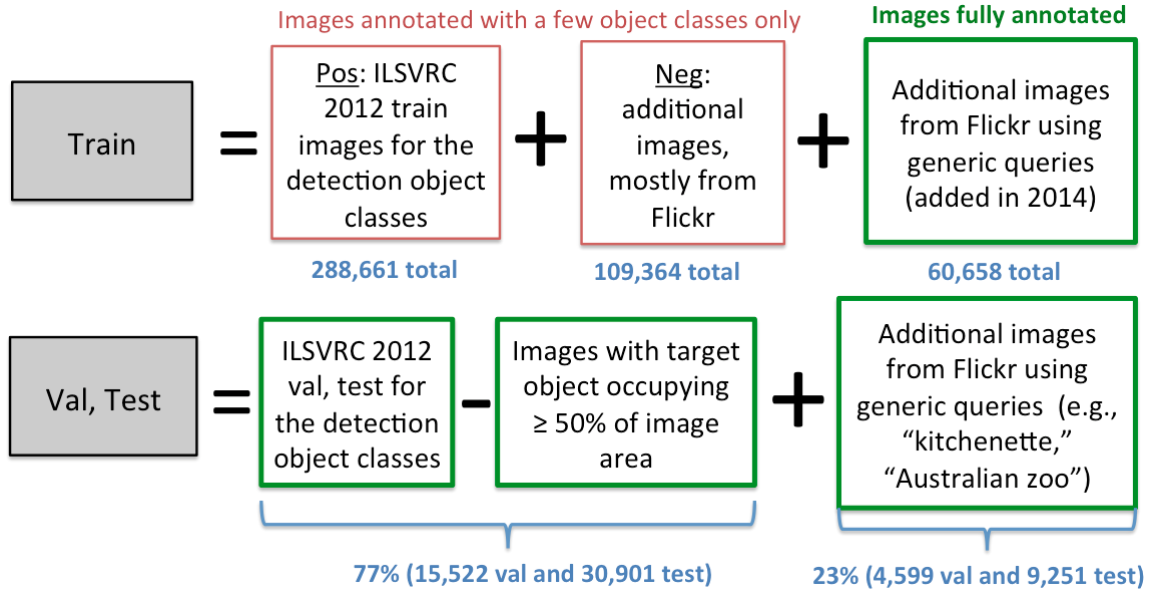 Images annotated with a few object classes only
Images fully annotated
Train
=
Pos: ILSVRC
2012 train
images for the
detection object
classes
+
Neg:
additional
images,
mostly from
Flickr
+
Additional images
from Flickr using
generic queries
(added in 2014)
288,661 total
109,364 total
60,658 total
Val, Test
=
ILSVRC 2012
val, test for
the detection
object classes
-
Images with target
object occupying
≥ 50% of image
area
+
Additional images
from Flickr using
generic queries (e.g.,
“kitchenette,”
“Australian zoo”)
77% (15,522 val and 30,901 test)
23% (4,599 val and 9,251 test)